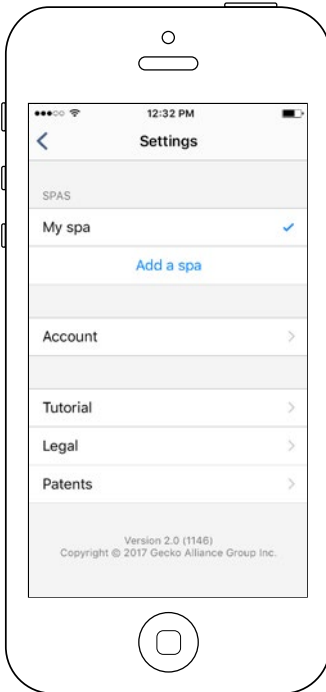 12:32 PM
Settings
SPAS
My spa
Add a spa
Account
Tutorial
Legal
Patents
Version 2.0 (1146)
Copyright © 2017 Gecko Alliance Group Inc.